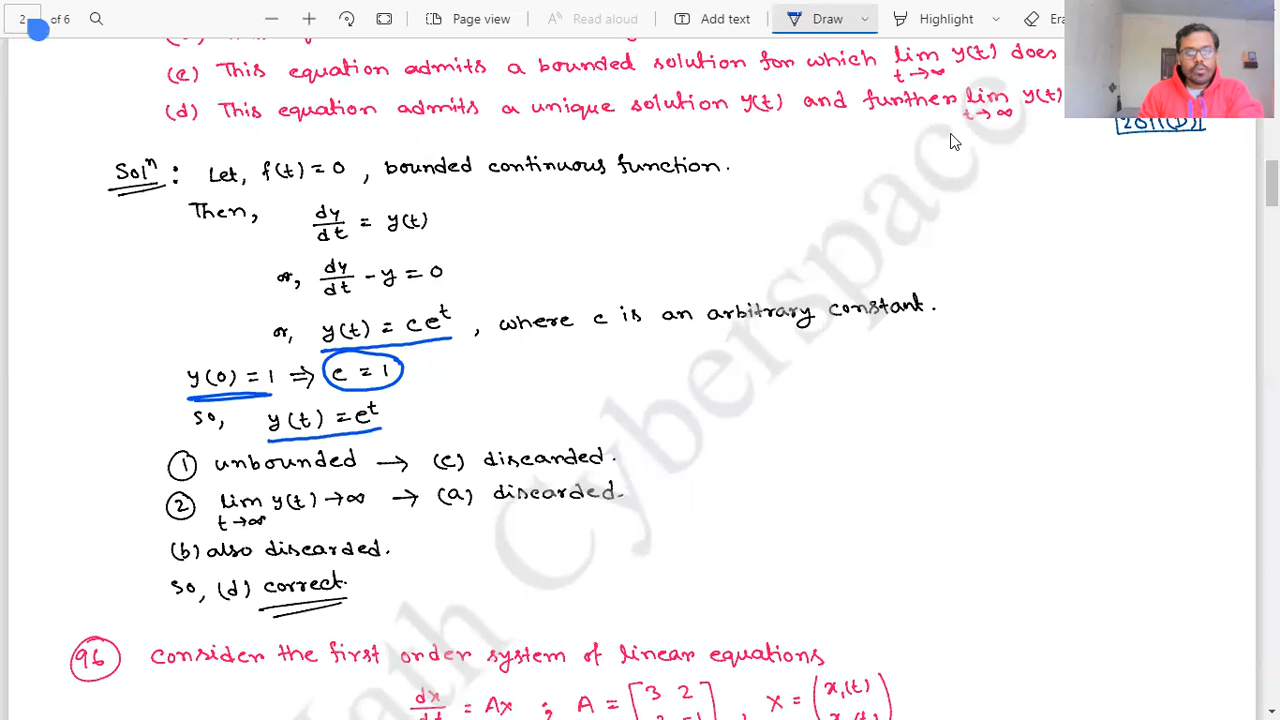 2 of 6 Page view Read aloud Add text Draw Highlight
(c) This equation admits a bounded solution for which lim t→∞ y(t) does
(d) This equation admits a unique solution y(t) and further lim t→∞ y(t)
Solⁿ : Let, f(t) = 0 , bounded continuous function.
Then, dy/dt = y(t)
or, dy/dt - y = 0
or, y(t) = ce^t , where c is an arbitrary constant.
y(0) = 1 ⇒ c = 1
so, y(t) = e^t
① unbounded → (c) discarded.
② lim t→∞ y(t) → ∞ → (a) discarded.
(b) also discarded.
so, (d) correct.
Math Cyberspace
96 Consider the first order system of linear equations
dx/dt = Ax ; A = [3 2 , X = (x₁(t)